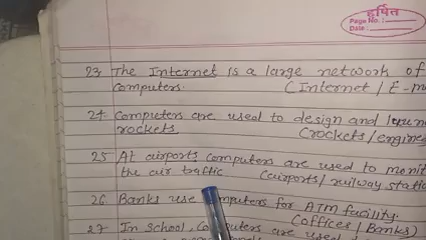 हर्षित
Page No.:
Date:
23 The Internet is a large network of
computers. (Internet / E-m
24 Computers are used to design and
rockets. (rockets/engine
25 At airports computers are used to monit
the air traffic (airports/railway stati
26 Banks use computers for ATM facility.
(offices/Banks)
27 In School, computers are used